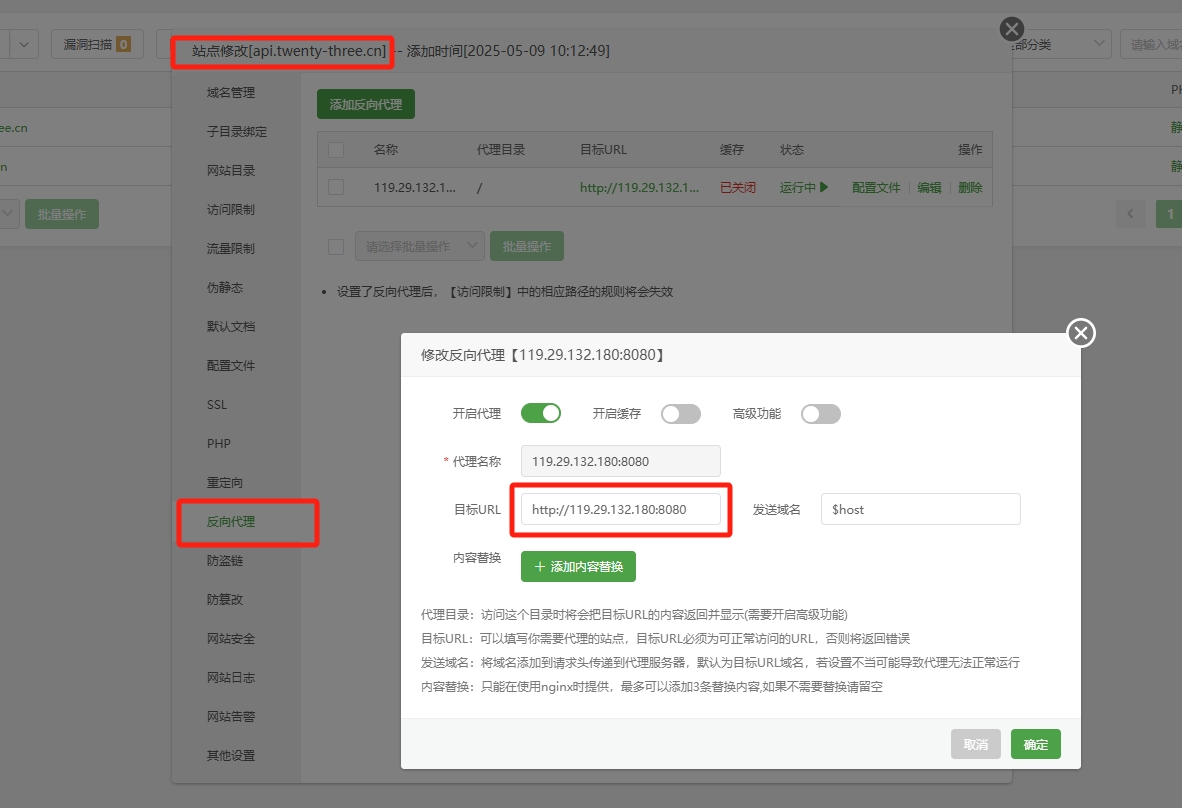 漏洞扫描 0
站点修改[api.twenty-three.cn] -- 添加时间[2025-05-09 10:12:49]
部分类
请输入域
域名管理
子目录绑定
网站目录
访问限制
流量限制
伪静态
默认文档
配置文件
SSL
PHP
重定向
反向代理
防盗链
防篡改
网站安全
网站日志
网站告警
其他设置
ee.cn
n
批量操作
添加反向代理
名称 代理目录 目标URL 缓存 状态 操作
119.29.132.1... / http://119.29.132.1... 已关闭 运行中 配置文件 编辑 删除
请选择批量操作 批量操作
设置了反向代理后，【访问限制】中的相应路径的规则将会失效
PH
静
静
1
修改反向代理【119.29.132.180:8080】
开启代理 开启缓存 高级功能
* 代理名称 119.29.132.180:8080
目标URL http://119.29.132.180:8080 发送域名 $host
内容替换 添加内容替换
代理目录：访问这个目录时将会把目标URL的内容返回并显示(需要开启高级功能)
目标URL：可以填写你需要代理的站点，目标URL必须为可正常访问的URL，否则将返回错误
发送域名：将域名添加到请求头传递到代理服务器，默认为目标URL域名，若设置不当可能导致代理无法正常运行
内容替换：只能在使用nginx时提供，最多可以添加3条替换内容,如果不需要替换请留空
取消 确定